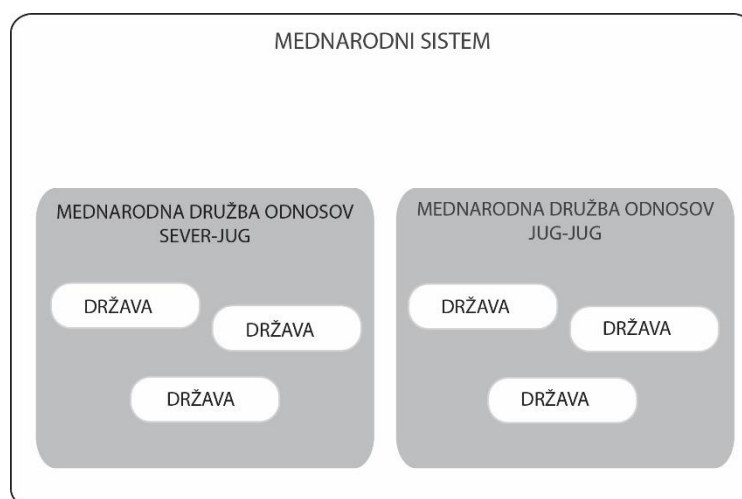 MEDNARODNI SISTEM
MEDNARODNA DRUŽBA ODNOSOV
SEVER-JUG
DRŽAVA
DRŽAVA
DRŽAVA
MEDNARODNA DRUŽBA ODNOSOV
JUG-JUG
DRŽAVA
DRŽAVA
DRŽAVA